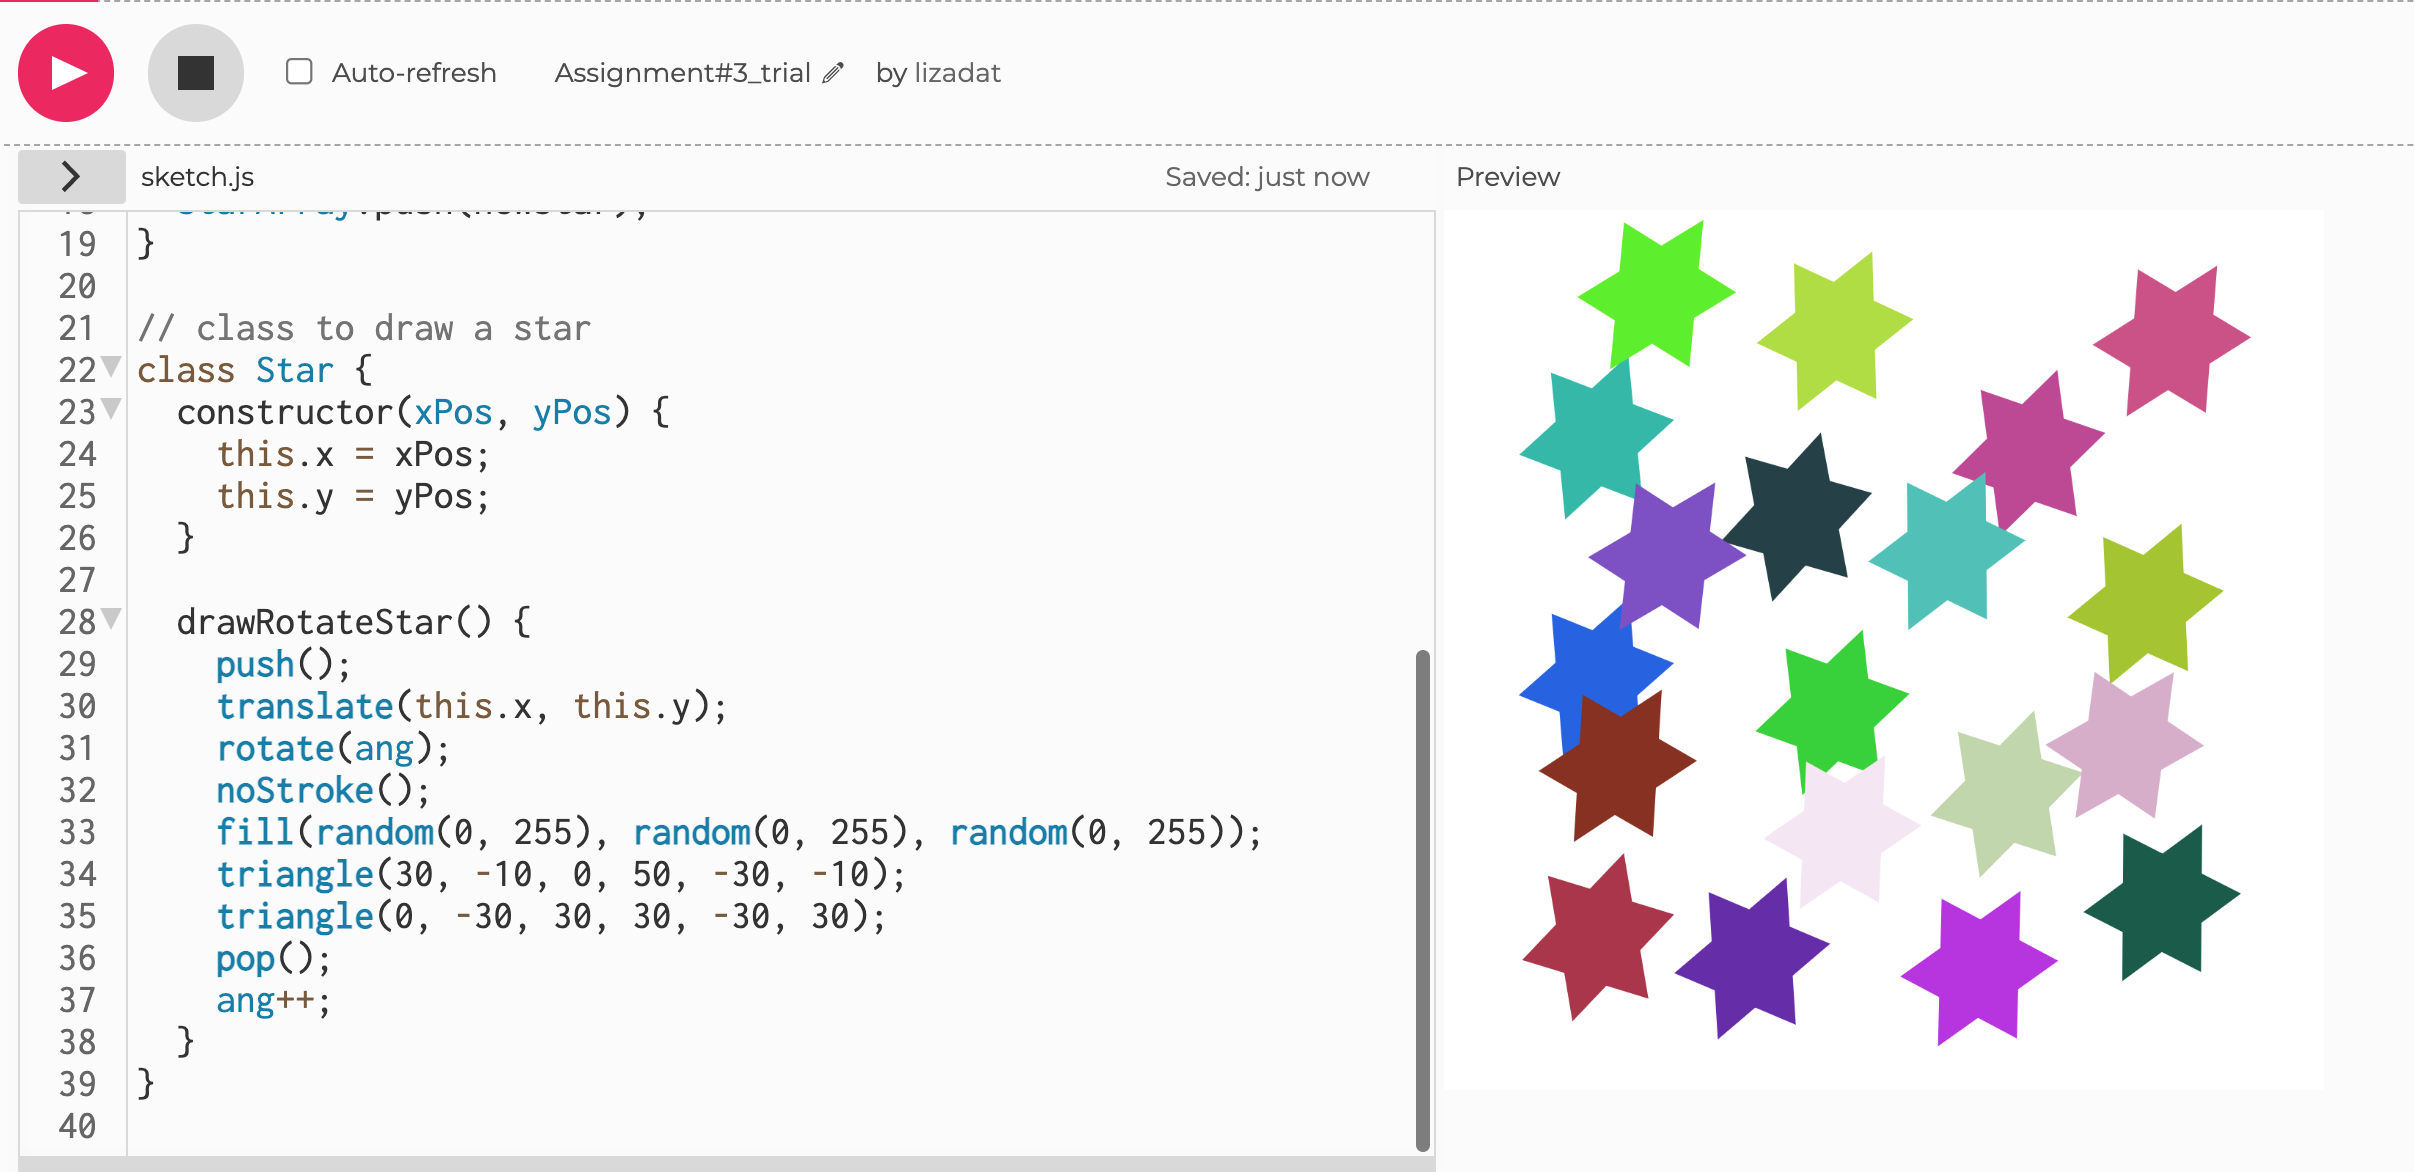 Auto-refresh Assignment#3_trial by lizadat
sketch.js Saved: just now Preview
19 }
20
21 // class to draw a star
22 class Star {
23 constructor(xPos, yPos) {
24 this.x = xPos;
25 this.y = yPos;
26 }
27
28 drawRotateStar() {
29 push();
30 translate(this.x, this.y);
31 rotate(ang);
32 noStroke();
33 fill(random(0, 255), random(0, 255), random(0, 255));
34 triangle(30, -10, 0, 50, -30, -10);
35 triangle(0, -30, 30, 30, -30, 30);
36 pop();
37 ang++;
38 }
39 }
40